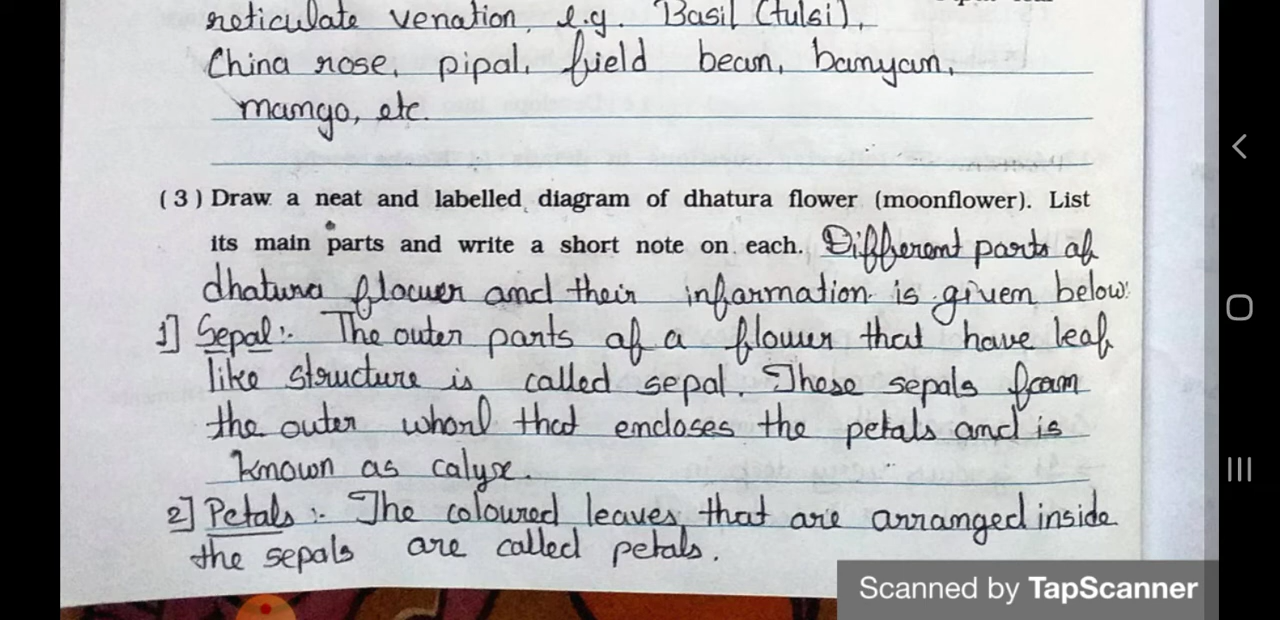 reticulate venation, e.g. Basil (tulsi),
China rose, pipal, field bean, banyan,
mango, etc.
(3) Draw a neat and labelled diagram of dhatura flower (moonflower). List
its main parts and write a short note on each. Different parts of
dhatura flower and their information is given below:
1] Sepal:- The outer parts of a flower that have leaf
like structure is called sepal. These sepals form
the outer whorl that encloses the petals and is
known as calyx.
2] Petals:- The coloured leaves that are arranged inside
the sepals are called petals.
Scanned by TapScanner